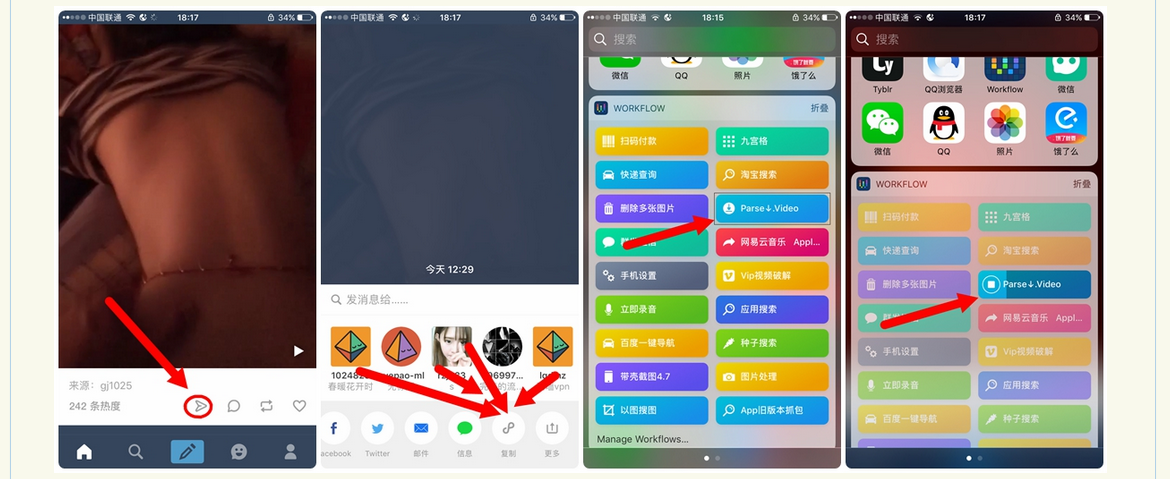 中国联通 18:17 34%
来源：gj1025
242 条热度
中国联通 18:17 34%
今天 12:29
发消息给......
春暖花开时
vpn
acebook Twitter 邮件 信息 复制 更多
中国联通 18:15 34%
搜索
微信 QQ 照片 饿了么
WORKFLOW 折叠
扫码付款 九宫格
快递查询 淘宝搜索
删除多张图片 Parse↓.Video
网易云音乐 Appl...
手机设置 Vip视频破解
立即录音 应用搜索
百度一键导航 种子搜索
带壳截图4.7 图片处理
以图搜图 App旧版本抓包
Manage Workflows...
中国联通 18:17 34%
搜索
Tyblr QQ浏览器 Workflow 微信
微信 QQ 照片 饿了么
WORKFLOW 折叠
扫码付款 九宫格
快递查询 淘宝搜索
删除多张图片 Parse↓.Video
网易云音乐 Appl...
手机设置 Vip视频破解
立即录音 应用搜索
百度一键导航 种子搜索